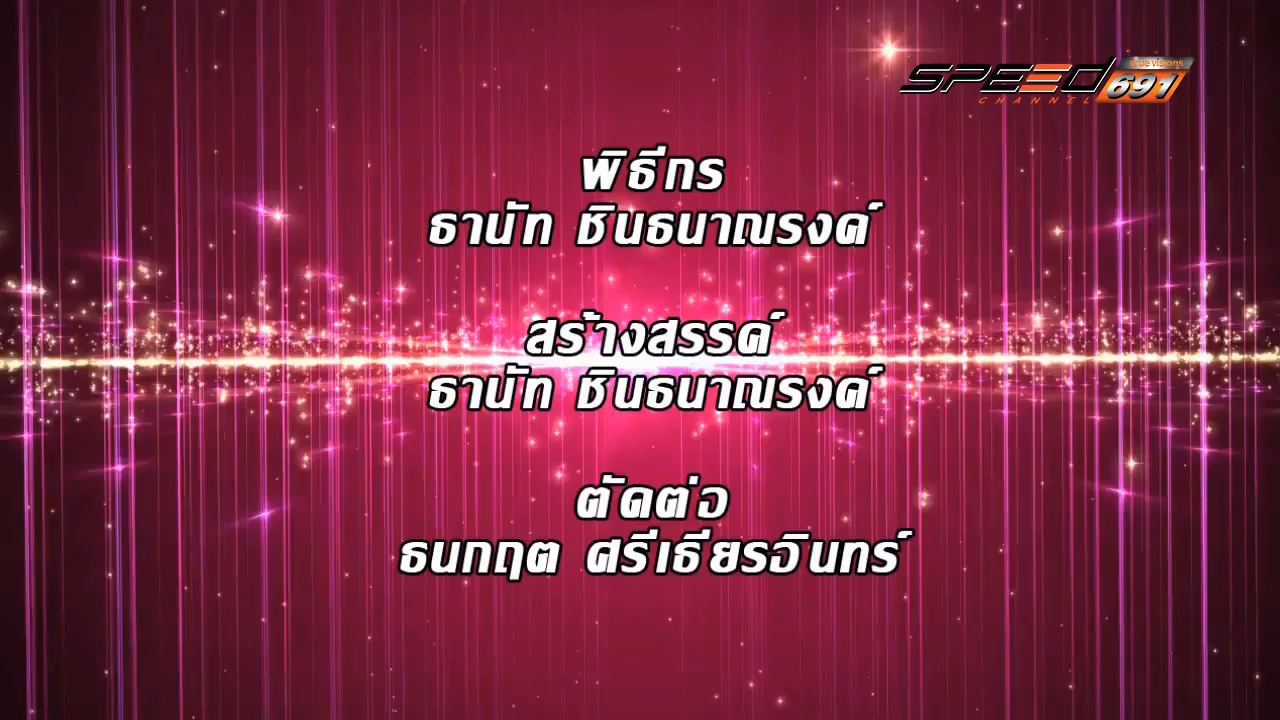 true visions
SPEED 691
CHANNEL
พิธีกร
ธานัท ชินธนาณรงค์
สร้างสรรค์
ธานัท ชินธนาณรงค์
ตัดต่อ
ธนกฤต ศรีเธียรอินทร์